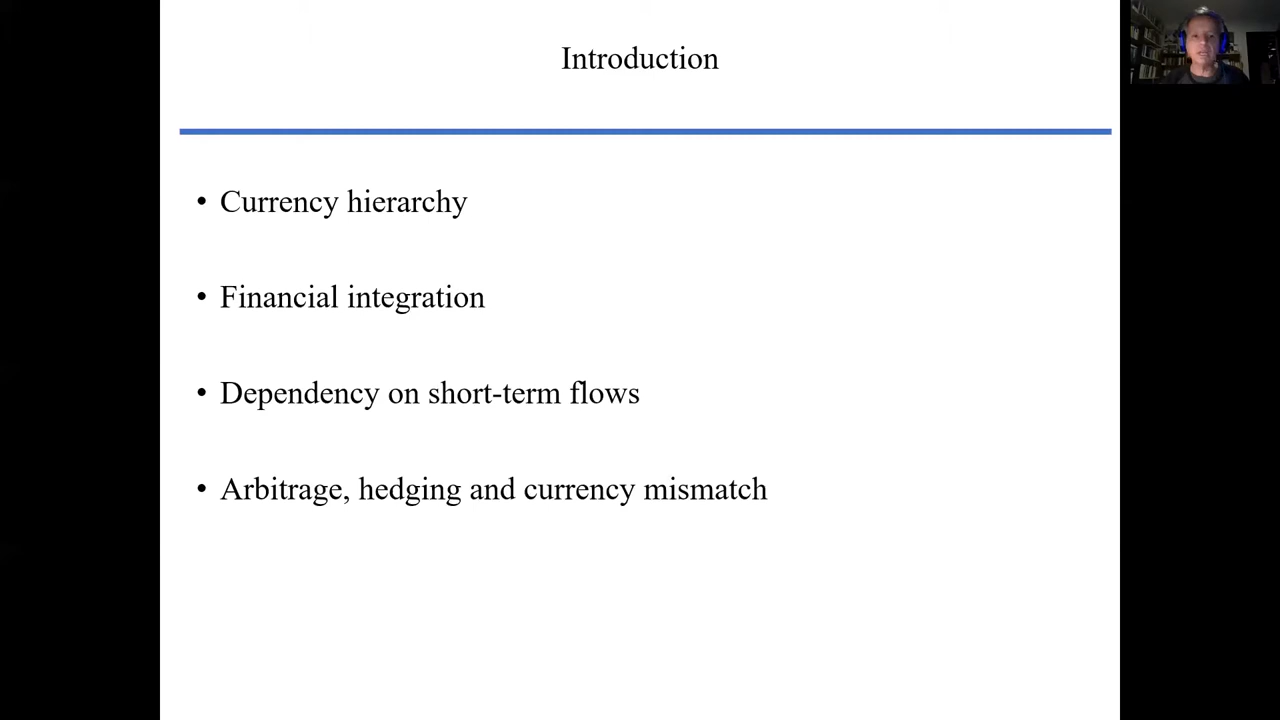 Introduction
• Currency hierarchy
• Financial integration
• Dependency on short-term flows
• Arbitrage, hedging and currency mismatch